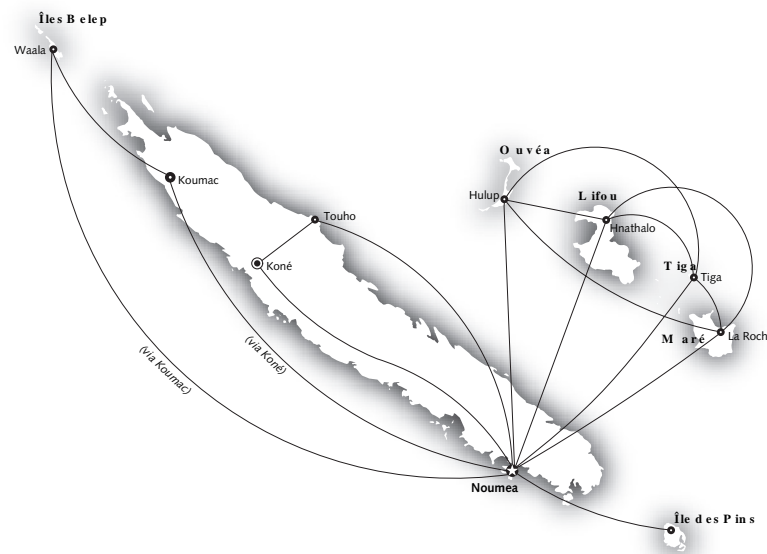 Îles Belep
Waala
Koumac
Touho
Koné
Ouvéa
Hulup
Lifou
Hnathalo
Tiga
Tiga
Maré
La Roch
(via Koumac)
(via Koné)
Noumea
Île des Pins